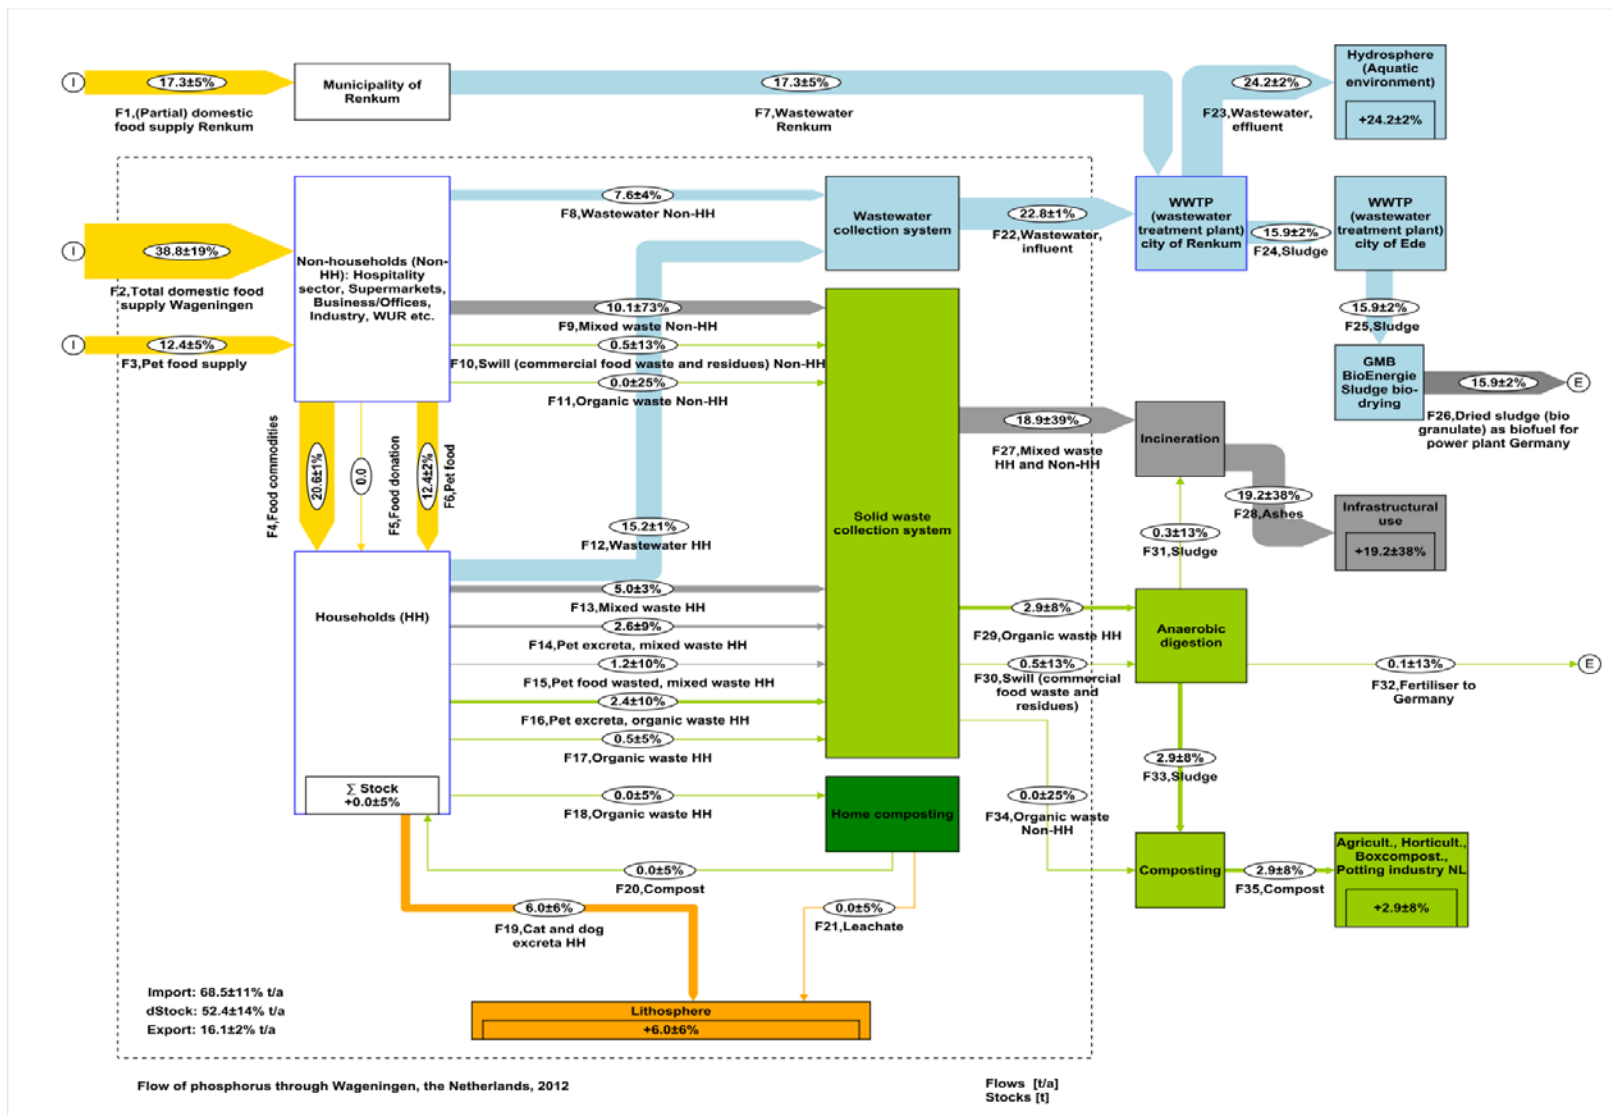 I
17.3±5%
F1,(Partial) domestic
food supply Renkum
Municipality of
Renkum
17.3±5%
F7,Wastewater
Renkum
24.2±2%
F23,Wastewater,
effluent
Hydrosphere
(Aquatic
environment)
+24.2±2%
I
38.8±19%
F2,Total domestic food
supply Wageningen
I
12.4±5%
F3,Pet food supply
Non-households (Non-
HH): Hospitality
sector, Supermarkets,
Business/Offices,
Industry, WUR etc.
7.6±4%
F8,Wastewater Non-HH
10.1±73%
F9,Mixed waste Non-HH
0.5±13%
F10,Swill (commercial food waste and residues) Non-HH
0.0±25%
F11,Organic waste Non-HH
Wastewater
collection system
22.8±1%
F22,Wastewater,
influent
WWTP
(wastewater
treatment plant)
city of Renkum
15.9±2%
F24,Sludge
WWTP
(wastewater
treatment plant)
city of Ede
15.9±2%
F25,Sludge
GMB
BioEnergie
Sludge bio-
drying
15.9±2%
E
F26,Dried sludge (bio
granulate) as biofuel for
power plant Germany
F4,Food commodities
20.6±1%
0.0
F5,Food donation
12.4±2%
F6,Pet food
15.2±1%
F12,Wastewater HH
Solid waste
collection system
18.9±39%
F27,Mixed waste
HH and Non-HH
Incineration
19.2±38%
F28,Ashes
Infrastructural
use
+19.2±38%
0.3±13%
F31,Sludge
Households (HH)
5.0±3%
F13,Mixed waste HH
2.6±9%
F14,Pet excreta, mixed waste HH
1.2±10%
F15,Pet food wasted, mixed waste HH
2.4±10%
F16,Pet excreta, organic waste HH
0.5±5%
F17,Organic waste HH
2.9±8%
F29,Organic waste HH
0.5±13%
F30,Swill (commercial
food waste and
residues)
Anaerobic
digestion
0.1±13%
E
F32,Fertiliser to
Germany
2.9±8%
F33,Sludge
∑ Stock
+0.0±5%
0.0±5%
F18,Organic waste HH
Home composting
0.0±25%
F34,Organic waste
Non-HH
0.0±5%
F20,Compost
Composting
2.9±8%
F35,Compost
Agricult., Horticult.,
Boxcompost.,
Potting industry NL
+2.9±8%
6.0±6%
F19,Cat and dog
excreta HH
0.0±5%
F21,Leachate
Import: 68.5±11% t/a
dStock: 52.4±14% t/a
Export: 16.1±2% t/a
Lithosphere
+6.0±6%
Flow of phosphorus through Wageningen, the Netherlands, 2012
Flows [t/a]
Stocks [t]